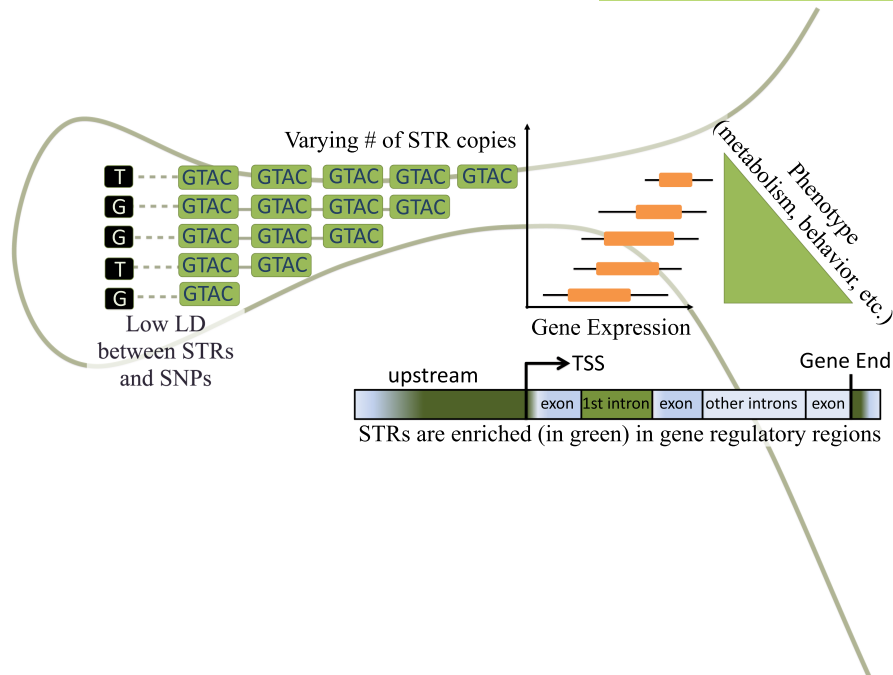 Varying # of STR copies
T GTAC GTAC GTAC GTAC GTAC
G GTAC GTAC GTAC GTAC
G GTAC GTAC GTAC
T GTAC GTAC
G GTAC
Low LD
between STRs
and SNPs
Gene Expression
Phenotype
(metabolism, behavior, etc.)
upstream
TSS
Gene End
exon 1st intron exon other introns exon
STRs are enriched (in green) in gene regulatory regions